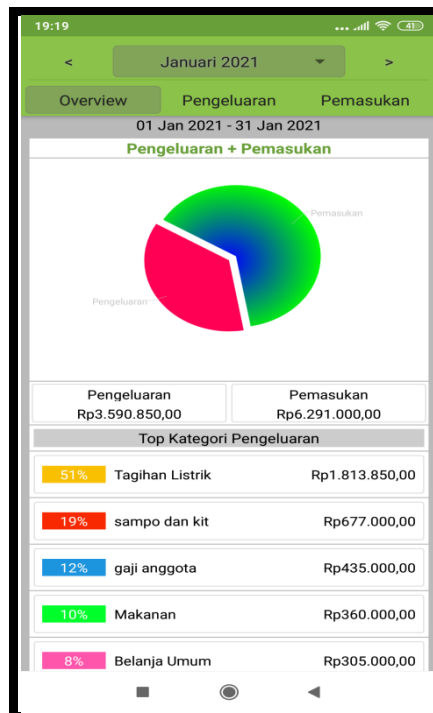 19:19
41
< Januari 2021 >
Overview Pengeluaran Pemasukan
01 Jan 2021 - 31 Jan 2021
Pengeluaran + Pemasukan
Pemasukan
Pengeluaran
Pengeluaran Pemasukan
Rp3.590.850,00 Rp6.291.000,00
Top Kategori Pengeluaran
51% Tagihan Listrik Rp1.813.850,00
19% sampo dan kit Rp677.000,00
12% gaji anggota Rp435.000,00
10% Makanan Rp360.000,00
8% Belanja Umum Rp305.000,00